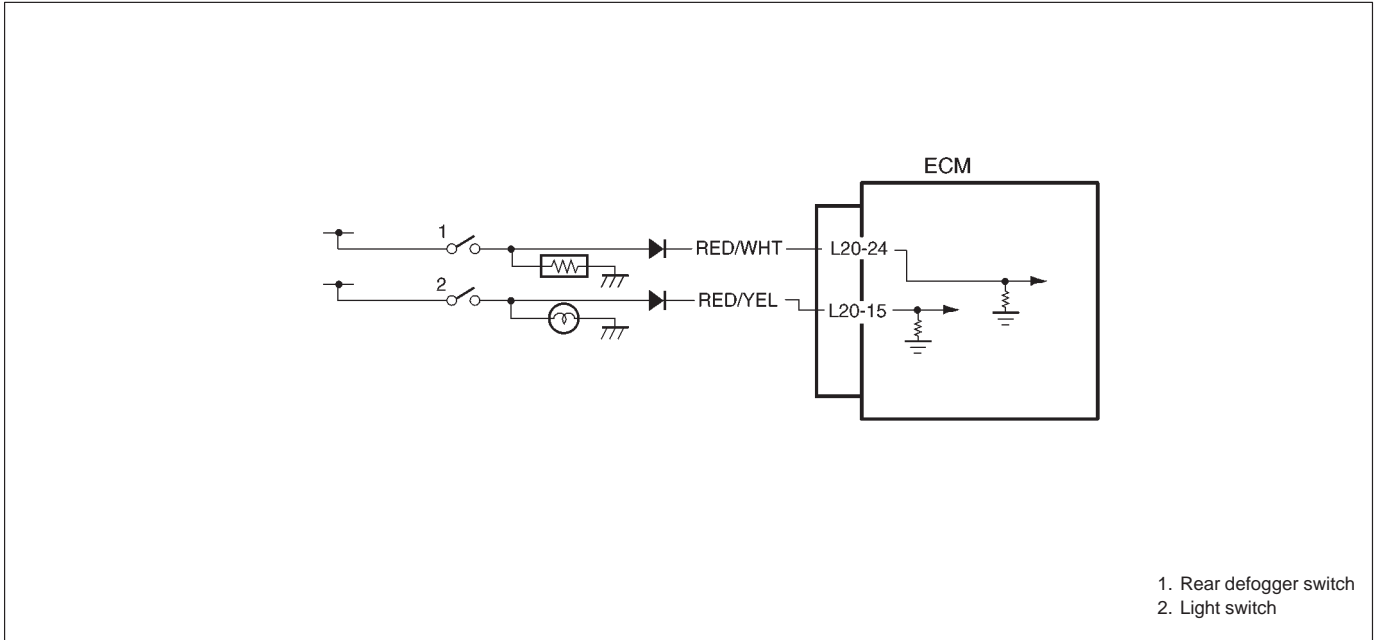 ECM
1
RED/WHT
L20-24
2
RED/YEL
L20-15
1. Rear defogger switch
2. Light switch